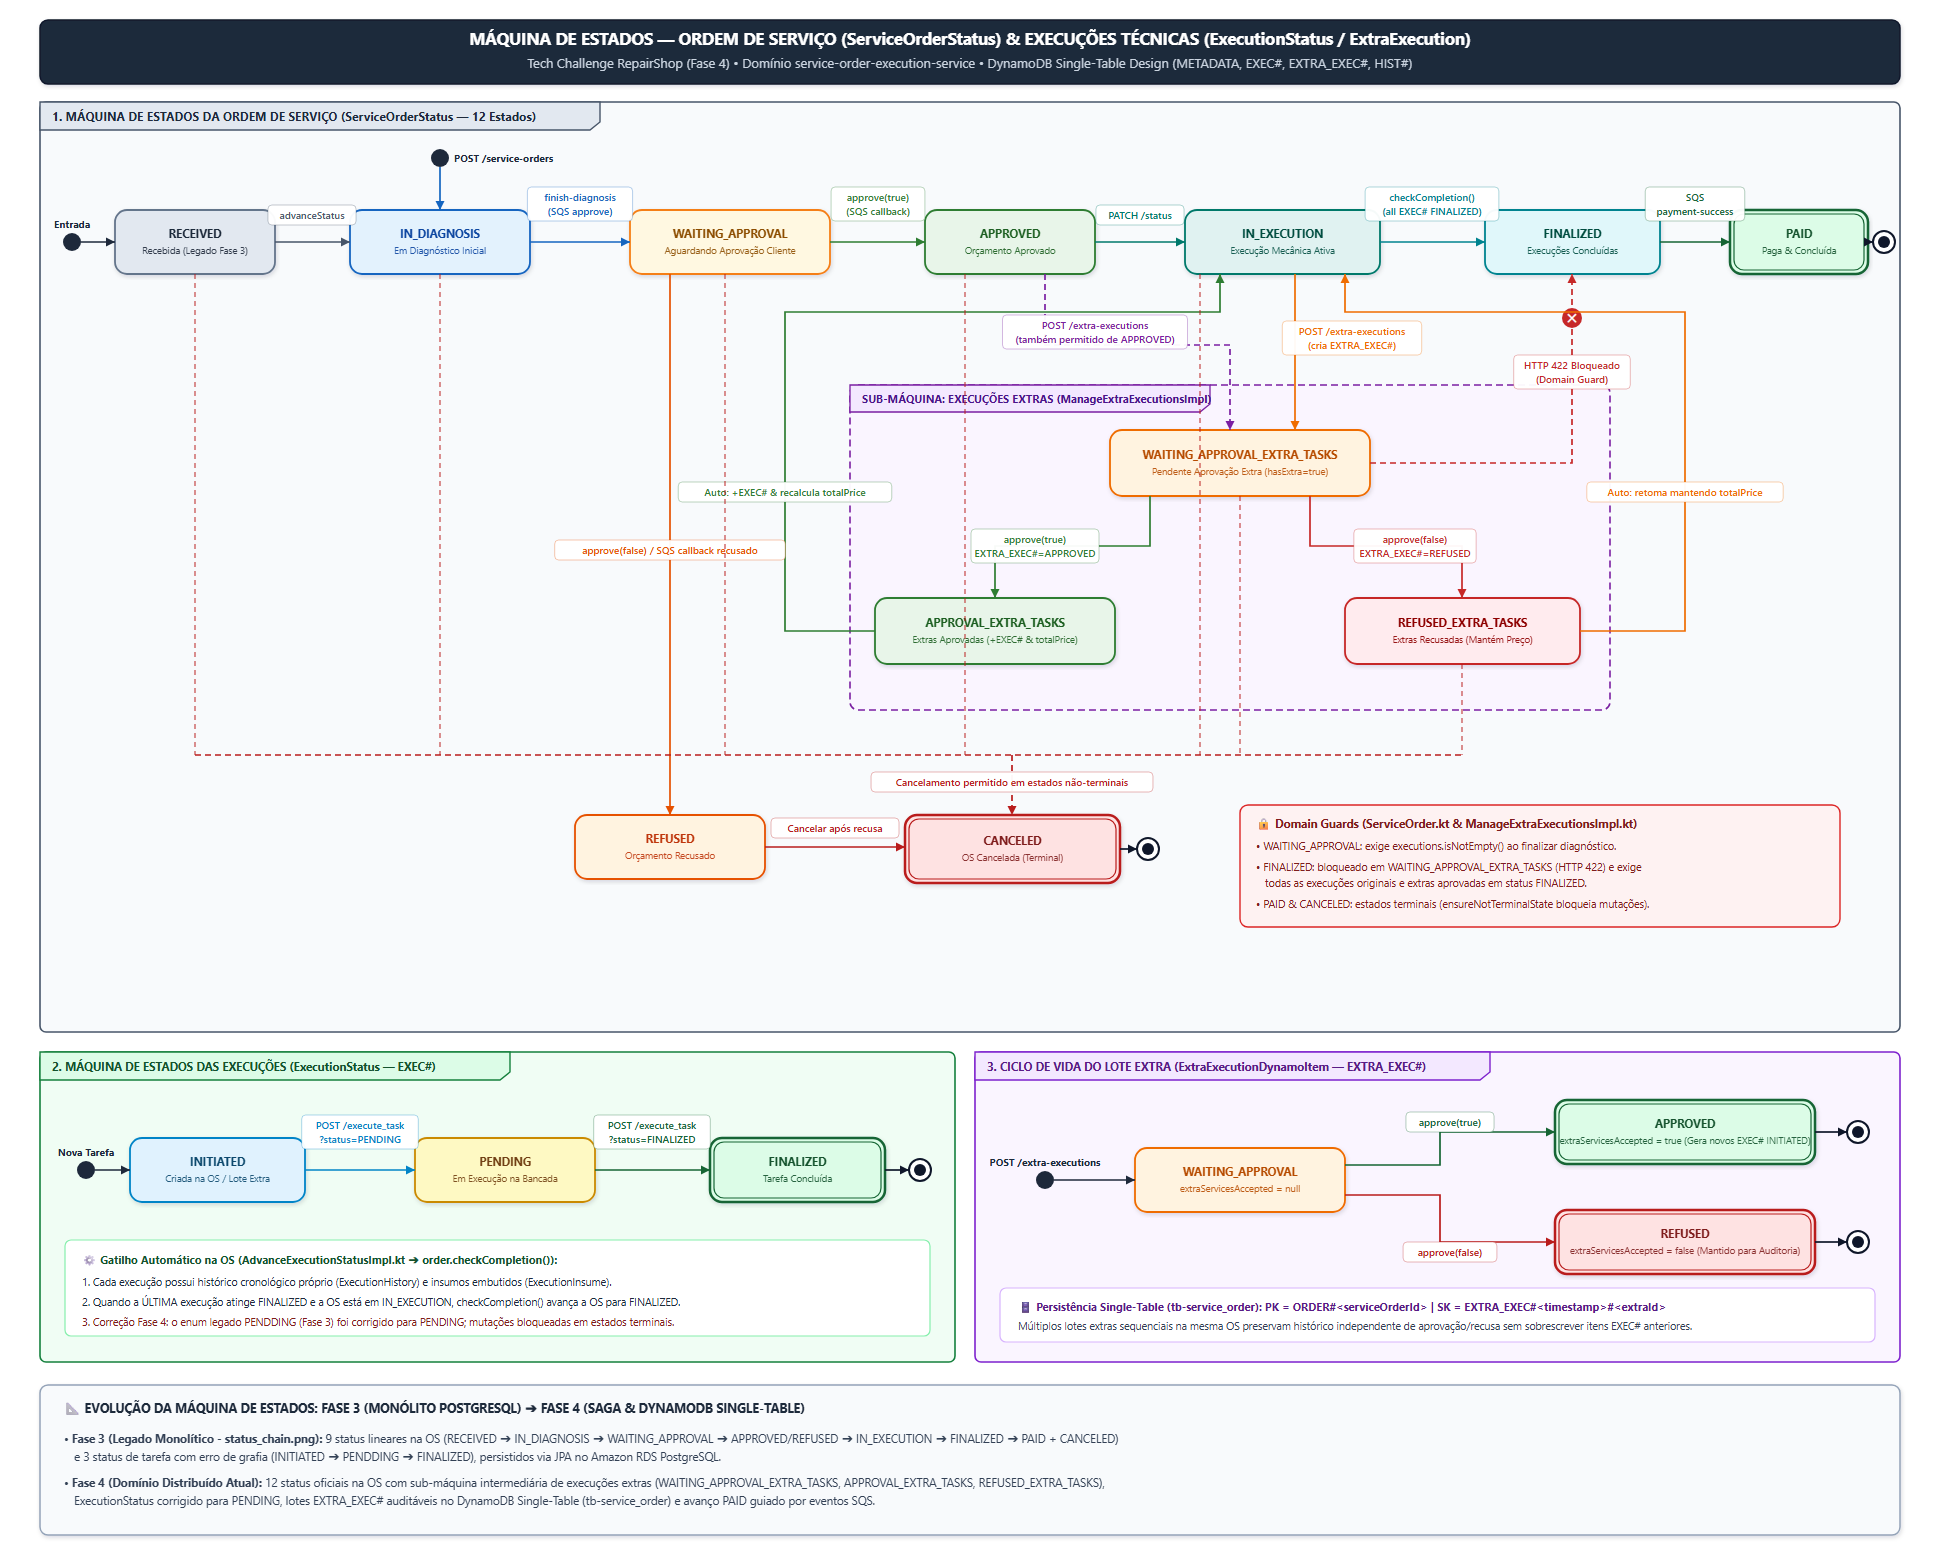 MÁQUINA DE ESTADOS — ORDEM DE SERVIÇO (ServiceOrderStatus) & EXECUÇÕES TÉCNICAS (ExecutionStatus / ExtraExecution)
Tech Challenge RepairShop (Fase 4) • Domínio service-order-execution-service • DynamoDB Single-Table Design (METADATA, EXEC#, EXTRA_EXEC#, HIST#)
1. MÁQUINA DE ESTADOS DA ORDEM DE SERVIÇO (ServiceOrderStatus — 12 Estados)
POST /service-orders
Entrada
RECEIVED
Recebida (Legado Fase 3)
advanceStatus
IN_DIAGNOSIS
Em Diagnóstico Inicial
finish-diagnosis
(SQS approve)
WAITING_APPROVAL
Aguardando Aprovação Cliente
approve(true)
(SQS callback)
APPROVED
Orçamento Aprovado
PATCH /status
IN_EXECUTION
Execução Mecânica Ativa
checkCompletion()
(all EXEC# FINALIZED)
FINALIZED
Execuções Concluídas
SQS
payment-success
PAID
Paga & Concluída
POST /extra-executions
(também permitido de APPROVED)
POST /extra-executions
(cria EXTRA_EXEC#)
HTTP 422 Bloqueado
(Domain Guard)
SUB-MÁQUINA: EXECUÇÕES EXTRAS (ManageExtraExecutionsImpl)
WAITING_APPROVAL_EXTRA_TASKS
Pendente Aprovação Extra (hasExtra=true)
Auto: +EXEC# & recalcula totalPrice
Auto: retoma mantendo totalPrice
approve(false) / SQS callback recusado
approve(true)
EXTRA_EXEC#=APPROVED
approve(false)
EXTRA_EXEC#=REFUSED
APPROVAL_EXTRA_TASKS
Extras Aprovadas (+EXEC# & totalPrice)
REFUSED_EXTRA_TASKS
Extras Recusadas (Mantém Preço)
Cancelamento permitido em estados não-terminais
REFUSED
Orçamento Recusado
Cancelar após recusa
CANCELED
OS Cancelada (Terminal)
🔒 Domain Guards (ServiceOrder.kt & ManageExtraExecutionsImpl.kt)
• WAITING_APPROVAL: exige executions.isNotEmpty() ao finalizar diagnóstico.
• FINALIZED: bloqueado em WAITING_APPROVAL_EXTRA_TASKS (HTTP 422) e exige
todas as execuções originais e extras aprovadas em status FINALIZED.
• PAID & CANCELED: estados terminais (ensureNotTerminalState bloqueia mutações).
2. MÁQUINA DE ESTADOS DAS EXECUÇÕES (ExecutionStatus — EXEC#)
Nova Tarefa
INITIATED
Criada na OS / Lote Extra
POST /execute_task
?status=PENDING
PENDING
Em Execução na Bancada
POST /execute_task
?status=FINALIZED
FINALIZED
Tarefa Concluída
⚙️ Gatilho Automático na OS (AdvanceExecutionStatusImpl.kt ➔ order.checkCompletion()):
1. Cada execução possui histórico cronológico próprio (ExecutionHistory) e insumos embutidos (ExecutionInsume).
2. Quando a ÚLTIMA execução atinge FINALIZED e a OS está em IN_EXECUTION, checkCompletion() avança a OS para FINALIZED.
3. Correção Fase 4: o enum legado PENDDING (Fase 3) foi corrigido para PENDING; mutações bloqueadas em estados terminais.
3. CICLO DE VIDA DO LOTE EXTRA (ExtraExecutionDynamoItem — EXTRA_EXEC#)
POST /extra-executions
WAITING_APPROVAL
extraServicesAccepted = null
approve(true)
APPROVED
extraServicesAccepted = true (Gera novos EXEC# INITIATED)
approve(false)
REFUSED
extraServicesAccepted = false (Mantido para Auditoria)
Persistência Single-Table (tb-service_order): PK = ORDER#<serviceOrderId> | SK = EXTRA_EXEC#<timestamp>#<extraId>
Múltiplos lotes extras sequenciais na mesma OS preservam histórico independente de aprovação/recusa sem sobrescrever itens EXEC# anteriores.
📐 EVOLUÇÃO DA MÁQUINA DE ESTADOS: FASE 3 (MONÓLITO POSTGRESQL) ➔ FASE 4 (SAGA & DYNAMODB SINGLE-TABLE)
• Fase 3 (Legado Monolítico - status_chain.png): 9 status lineares na OS (RECEIVED ➔ IN_DIAGNOSIS ➔ WAITING_APPROVAL ➔ APPROVED/REFUSED ➔ IN_EXECUTION ➔ FINALIZED ➔ PAID + CANCELED)
e 3 status de tarefa com erro de grafia (INITIATED ➔ PENDDING ➔ FINALIZED), persistidos via JPA no Amazon RDS PostgreSQL.
• Fase 4 (Domínio Distribuído Atual): 12 status oficiais na OS com sub-máquina intermediária de execuções extras (WAITING_APPROVAL_EXTRA_TASKS, APPROVAL_EXTRA_TASKS, REFUSED_EXTRA_TASKS),
ExecutionStatus corrigido para PENDING, lotes EXTRA_EXEC# auditáveis no DynamoDB Single-Table (tb-service_order) e avanço PAID guiado por eventos SQS.